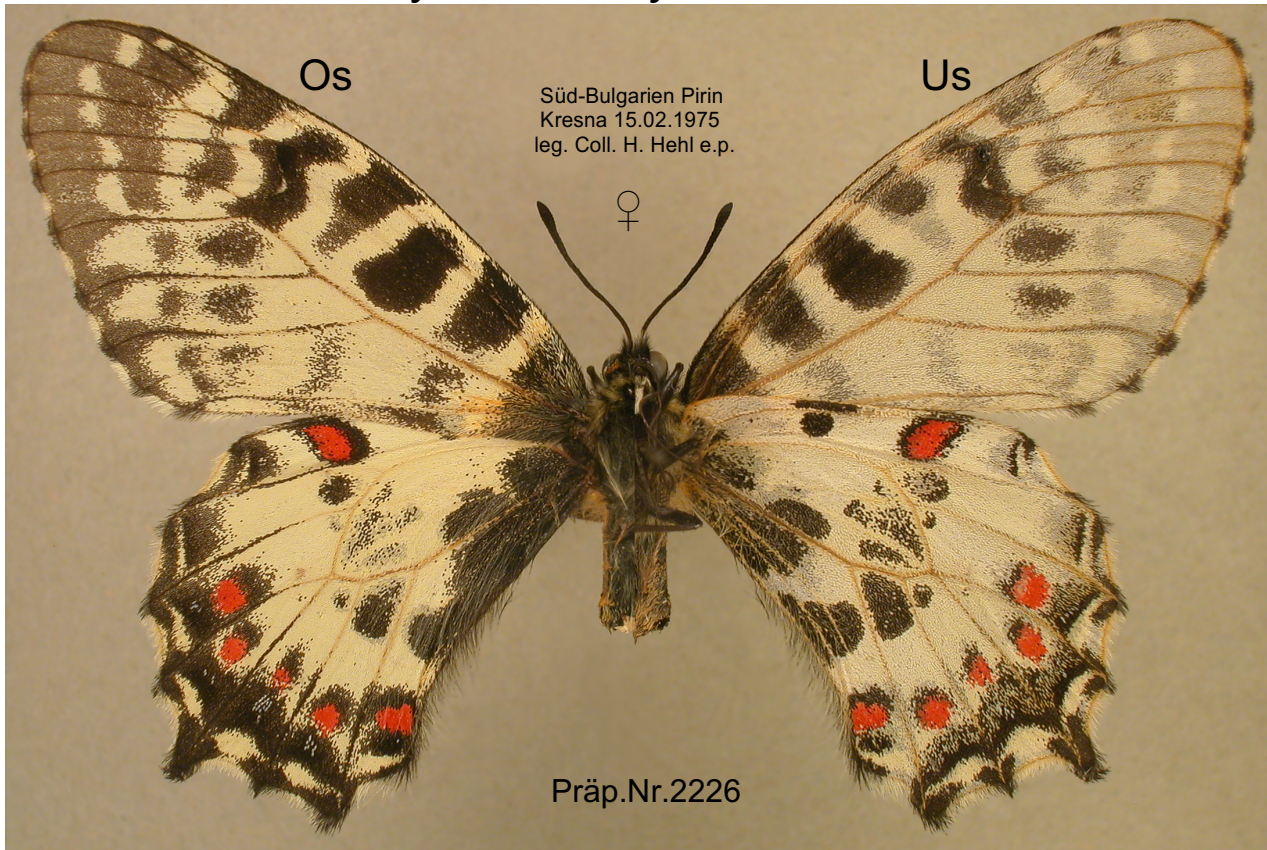 Os
Us
Süd-Bulgarien Pirin
Kresna 15.02.1975
leg. Coll. H. Hehl e.p.
♀
Präp.Nr.2226